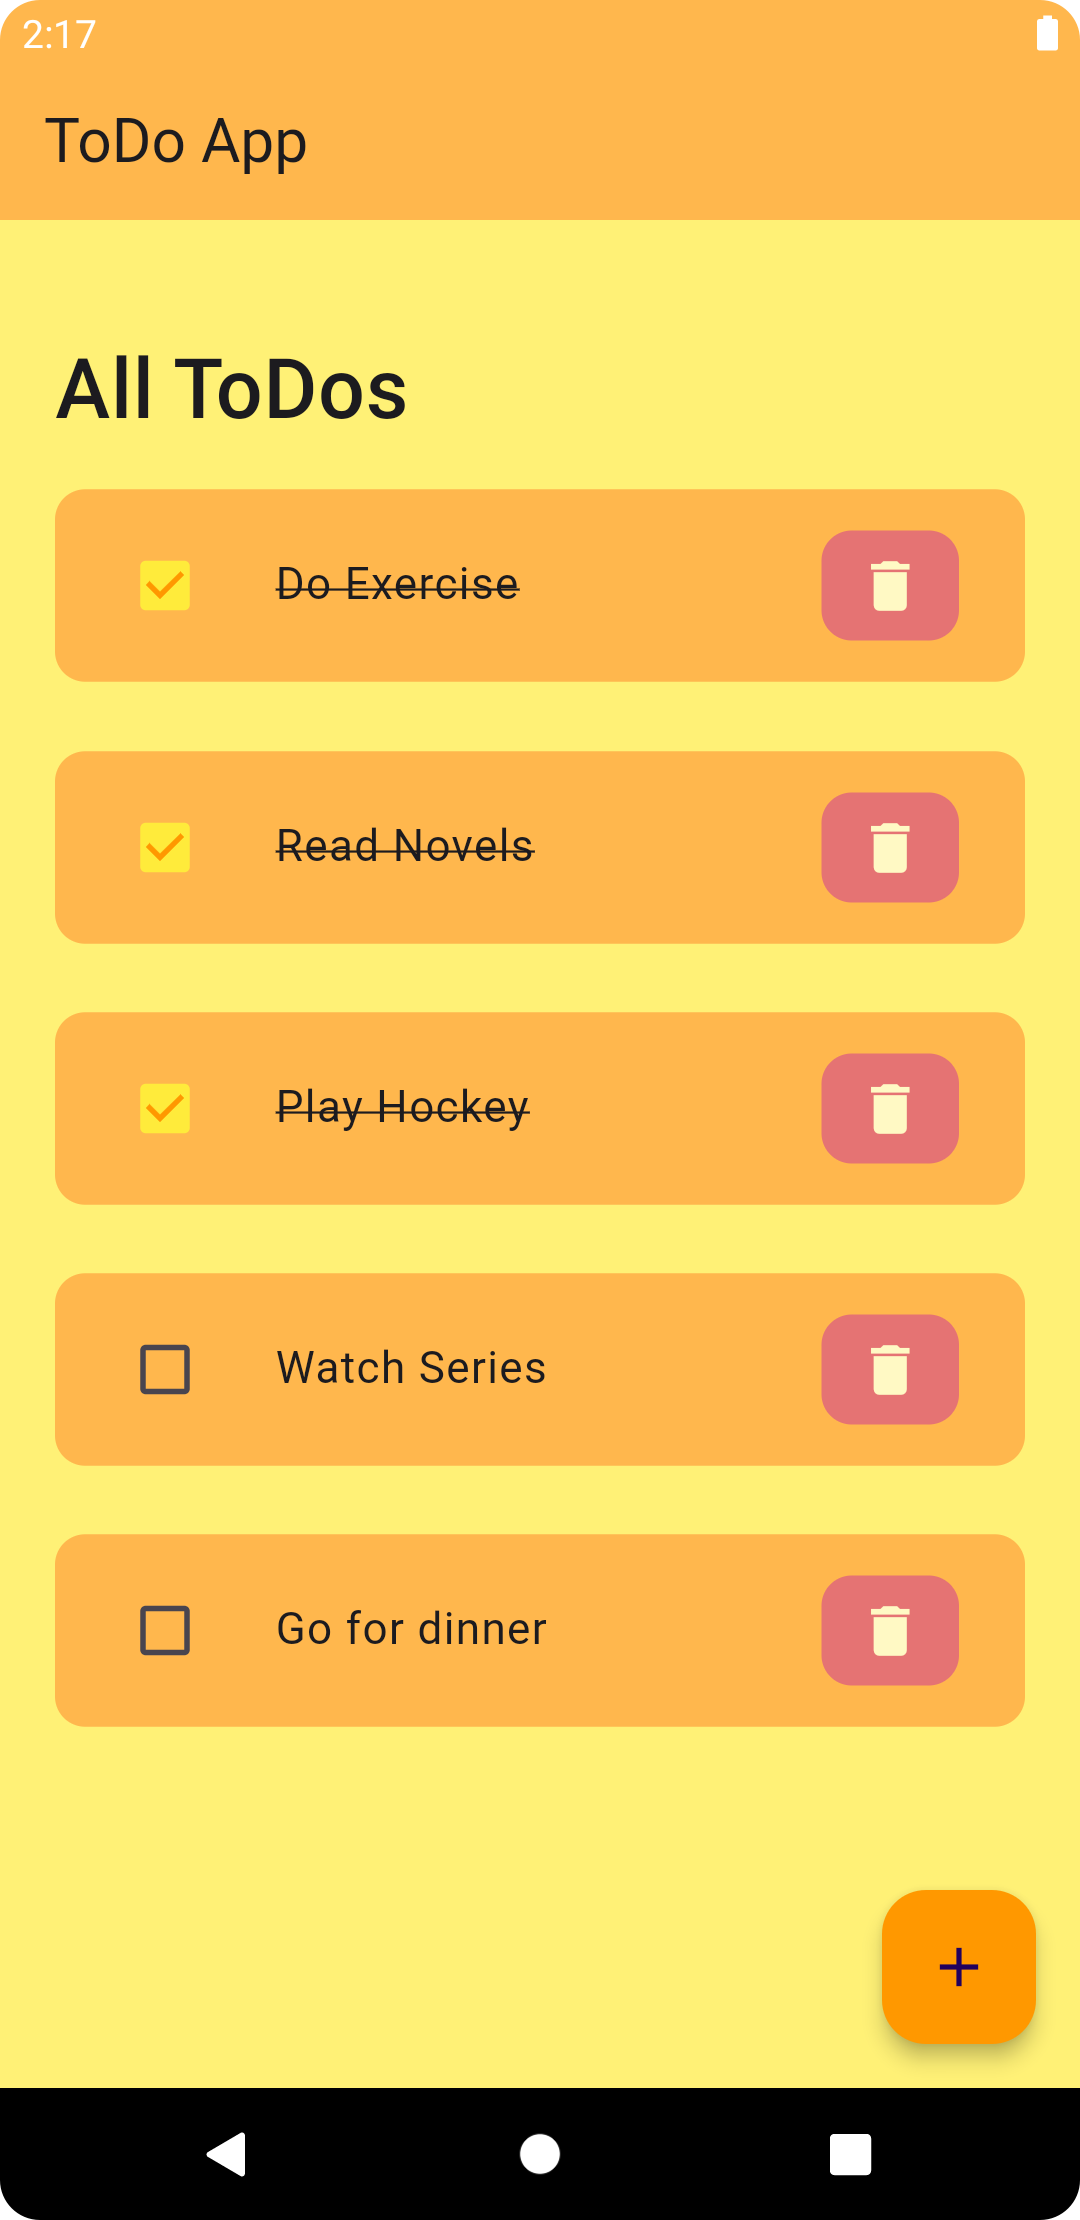 2:17
ToDo App
All ToDos
Do Exercise
Read Novels
Play Hockey
Watch Series
Go for dinner